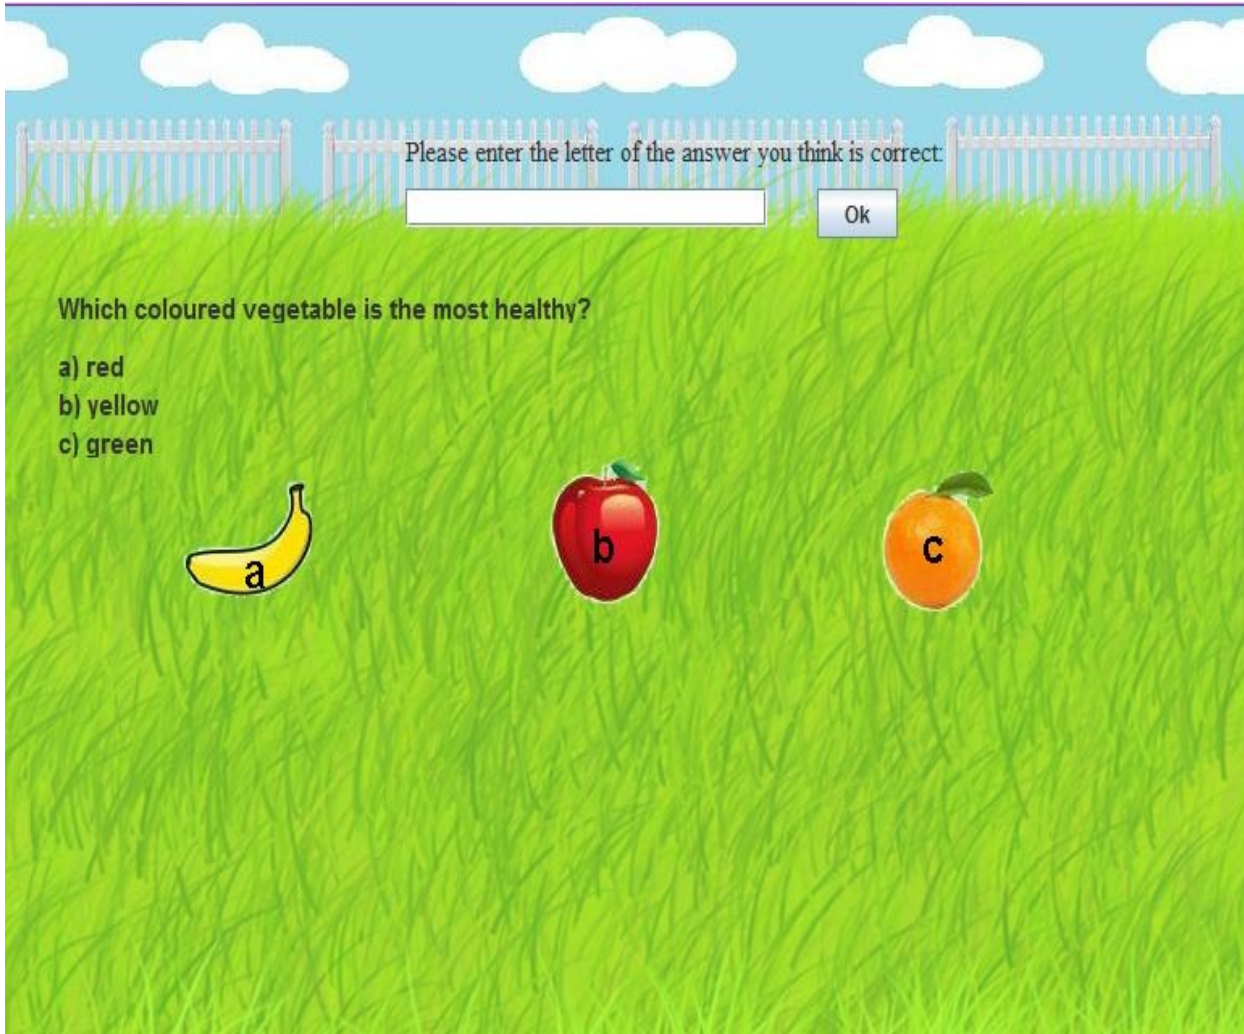 Please enter the letter of the answer you think is correct:
Ok
Which coloured vegetable is the most healthy?
a) red
b) yellow
c) green
a
b
c